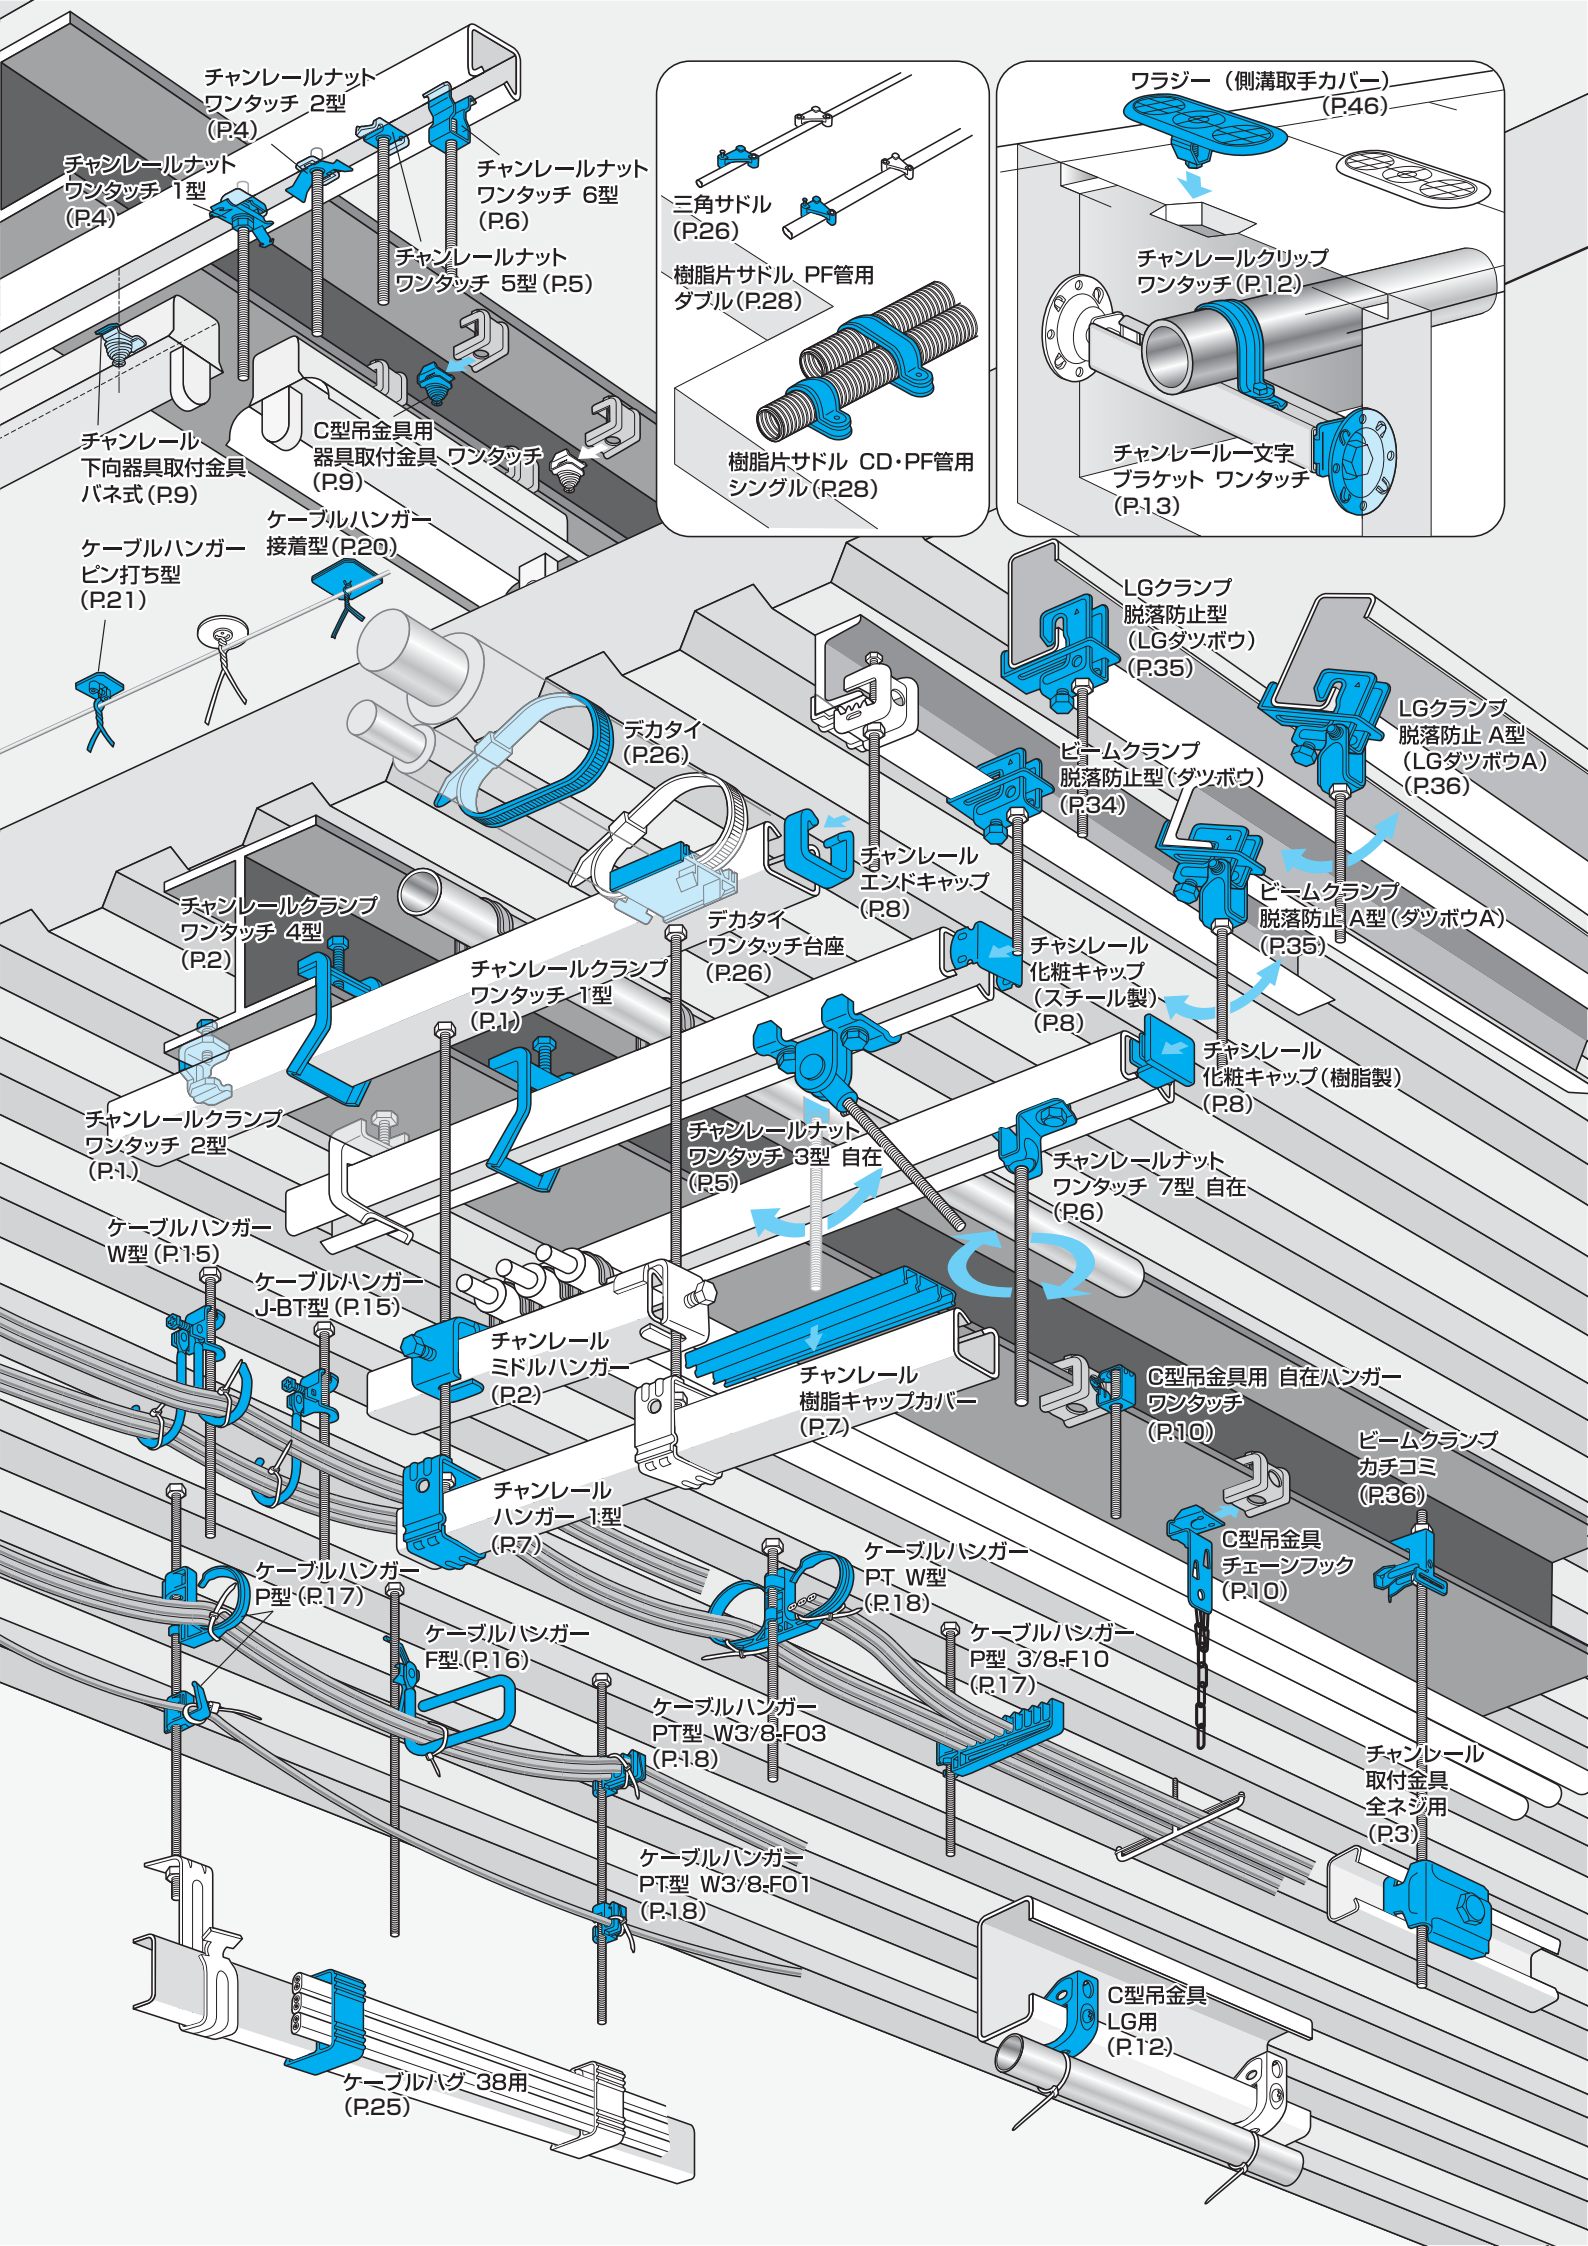 チャンレールナット
ワンタッチ 2型
(P.4)
チャンレールナット
ワンタッチ 1型
(P.4)
チャンレールナット
ワンタッチ 6型
(P.6)
チャンレールナット
ワンタッチ 5型(P.5)
チャンレール
下向器具取付金具
バネ式(P.9)
C型吊金具用
器具取付金具 ワンタッチ
(P.9)
三角サドル
(P.26)
樹脂片サドル PF管用
ダブル(P.28)
樹脂片サドル CD・PF管用
シングル(P.28)
ワラジー（側溝取手カバー）
(P.46)
チャンレールクリップ
ワンタッチ(P.12)
チャンレール一文字
ブラケット ワンタッチ
(P.13)
ケーブルハンガー
接着型(P.20)
ケーブルハンガー
ピン打ち型
(P.21)
LGクランプ
脱落防止型
（LGダツボウ）
(P.35)
LGクランプ
脱落防止 A型
（LGダツボウA）
(P.36)
デカタイ
(P.26)
ビームクランプ
脱落防止型（ダツボウ）
(P.34)
チャンレール
エンドキャップ
(P.8)
ビームクランプ
脱落防止 A型（ダツボウA）
(P.35)
チャンレールクランプ
ワンタッチ 4型
(P.2)
デカタイ
ワンタッチ台座
(P.26)
チャンレールクランプ
ワンタッチ 1型
(P.1)
チャンレール
化粧キャップ
（スチール製）
(P.8)
チャンレール
化粧キャップ（樹脂製）
(P.8)
チャンレールクランプ
ワンタッチ 2型
(P.1)
チャンレールナット
ワンタッチ 3型 自在
(P.5)
チャンレールナット
ワンタッチ 7型 自在
(P.6)
ケーブルハンガー
W型(P.15)
ケーブルハンガー
J-BT型(P.15)
チャンレール
ミドルハンガー
(P.2)
チャンレール
樹脂キャップカバー
(P.7)
C型吊金具用 自在ハンガー
ワンタッチ
(P.10)
ビームクランプ
カチコミ
(P.36)
チャンレール
ハンガー 1型
(P.7)
C型吊金具
チェーンフック
(P.10)
ケーブルハンガー
P型(P.17)
ケーブルハンガー
PT W型
(P.18)
ケーブルハンガー
F型(P.16)
ケーブルハンガー
P型 3/8-F10
(P.17)
ケーブルハンガー
PT型 W3/8-F03
(P.18)
チャンレール
取付金具
全ネジ用
(P.3)
ケーブルハンガー
PT型 W3/8-F01
(P.18)
C型吊金具
LG用
(P.12)
ケーブルハグ 38用
(P.25)